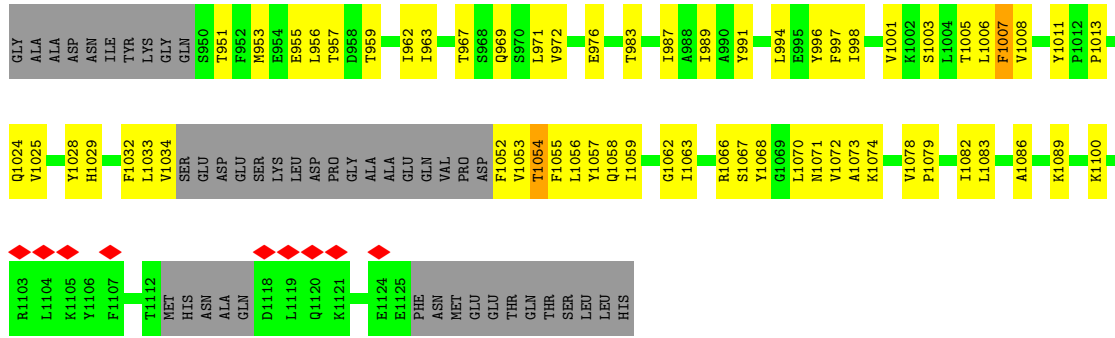 GLY ALA ALA ASP ASN ILE TYR LYS GLY GLN S950 T951 F952 M953 E954 E955 L956 T957 D958 T959 I962 I963 T967 S968 Q969 S970 L971 V972 E976 T983 I987 A988 I989 A990 Y991 L994 E995 Y996 F997 I998 V1001 K1002 S1003 L1004 T1005 L1006 F1007 V1008 Y1011 P1012 P1013
Q1024 V1025 Y1028 H1029 F1032 L1033 V1034 SER GLU ASP ASP GLU SER LYS LEU ASP PRO GLY ALA ALA GLU GLN VAL PRO ASP F1052 V1053 T1054 F1055 L1056 Y1057 Q1058 I1059 G1062 I1063 R1066 S1067 Y1068 G1069 L1070 N1071 V1072 A1073 K1074 V1078 P1079 I1082 L1083 A1086 K1089 K1100
R1103 L1104 K1105 Y1106 F1107 T1112 MET HIS ASN ALA GLN D1118 L1119 Q1120 K1121 E1124 E1125 PHE ASN MET GLU GLU THR GLN THR SER LEU LEU HIS